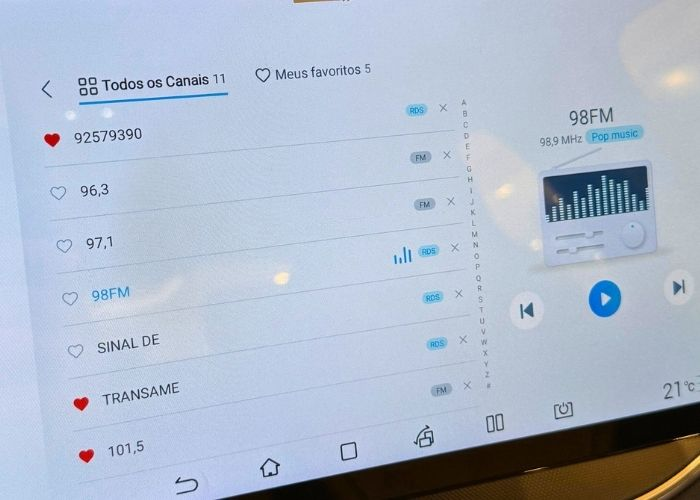 Todos os Canais 11
Meus favoritos 5
92579390 RDS
96,3 FM
97,1 FM
98FM RDS
SINAL DE RDS
TRANSAME RDS
101,5 FM
A
B
C
D
E
F
G
H
I
J
K
L
M
N
O
P
Q
R
S
T
U
V
W
X
Y
Z
#
98FM
98,9 MHz Pop music
21°C